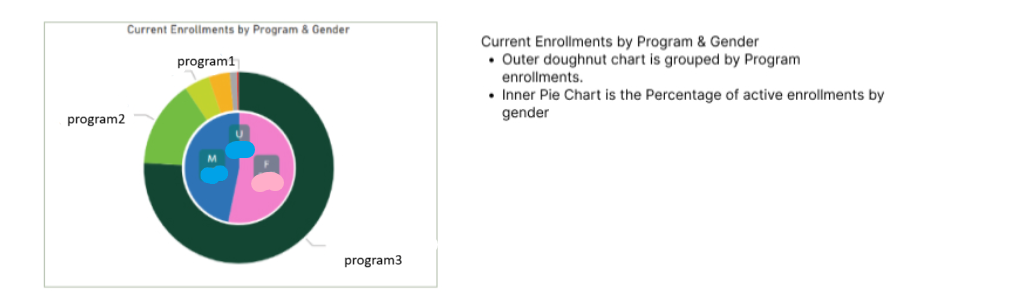 Current Enrollments by Program & Gender
program1
program2
U
M
F
program3
Current Enrollments by Program & Gender
• Outer doughnut chart is grouped by Program
enrollments.
• Inner Pie Chart is the Percentage of active enrollments by
gender